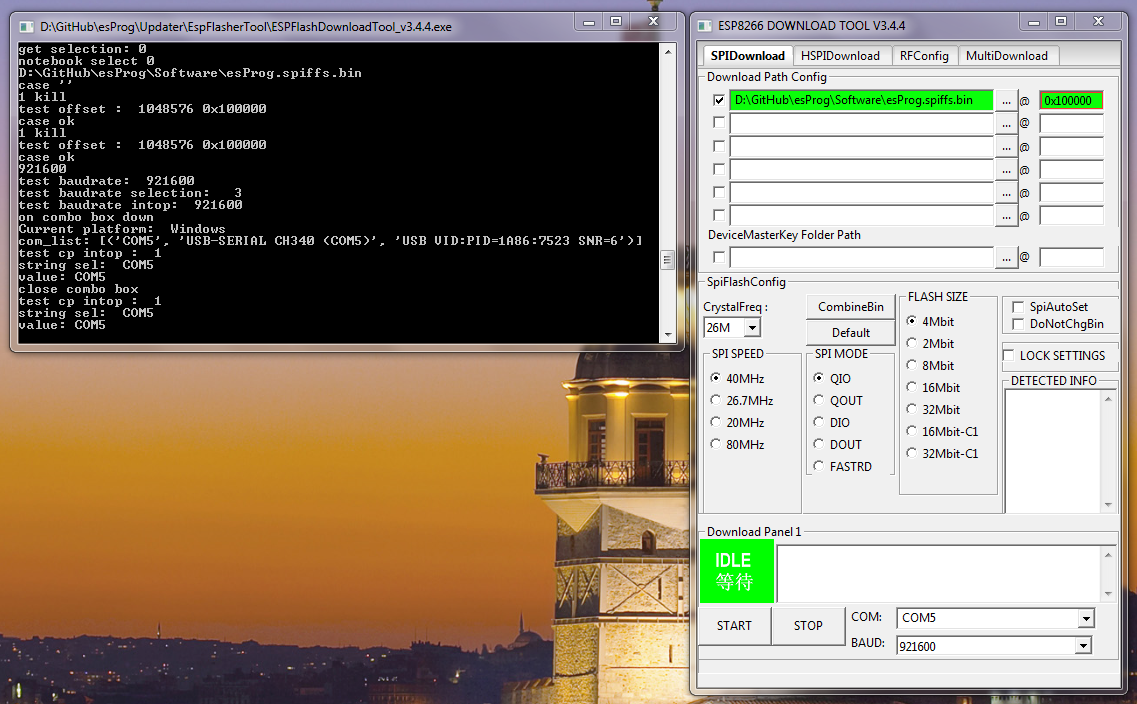 D:\GitHub\esProg\Updater\EspFlasherTool\ESPFlashDownloadTool_v3.4.4.exe
get selection: 0
notebook select 0
D:\GitHub\esProg\Software\esProg.spiffs.bin
case ''
1 kill
test offset :  1048576 0x100000
case ok
1 kill
test offset :  1048576 0x100000
case ok
921600
test baudrate:  921600
test baudrate selection:   3
test baudrate intop:  921600
on combo box down
Current platform:  Windows
com_list: [('COM5', 'USB-SERIAL CH340 (COM5)', 'USB VID:PID=1A86:7523 SNR=6')]
test cp intop :  1
string sel:  COM5
value: COM5
close combo box
test cp intop :  1
string sel:  COM5
value: COM5
ESP8266 DOWNLOAD TOOL V3.4.4
SPIDownload HSPIDownload RFConfig MultiDownload
Download Path Config
D:\GitHub\esProg\Software\esProg.spiffs.bin ... @ 0x100000
... @
... @
... @
... @
... @
DeviceMasterKey Folder Path
... @
SpiFlashConfig
CrystalFreq :
26M
CombineBin
Default
SPI SPEED
40MHz
26.7MHz
20MHz
80MHz
SPI MODE
QIO
QOUT
DIO
DOUT
FASTRD
FLASH SIZE
4Mbit
2Mbit
8Mbit
16Mbit
32Mbit
16Mbit-C1
32Mbit-C1
SpiAutoSet
DoNotChgBin
LOCK SETTINGS
DETECTED INFO
Download Panel 1
IDLE
等待
START STOP
COM: COM5
BAUD: 921600